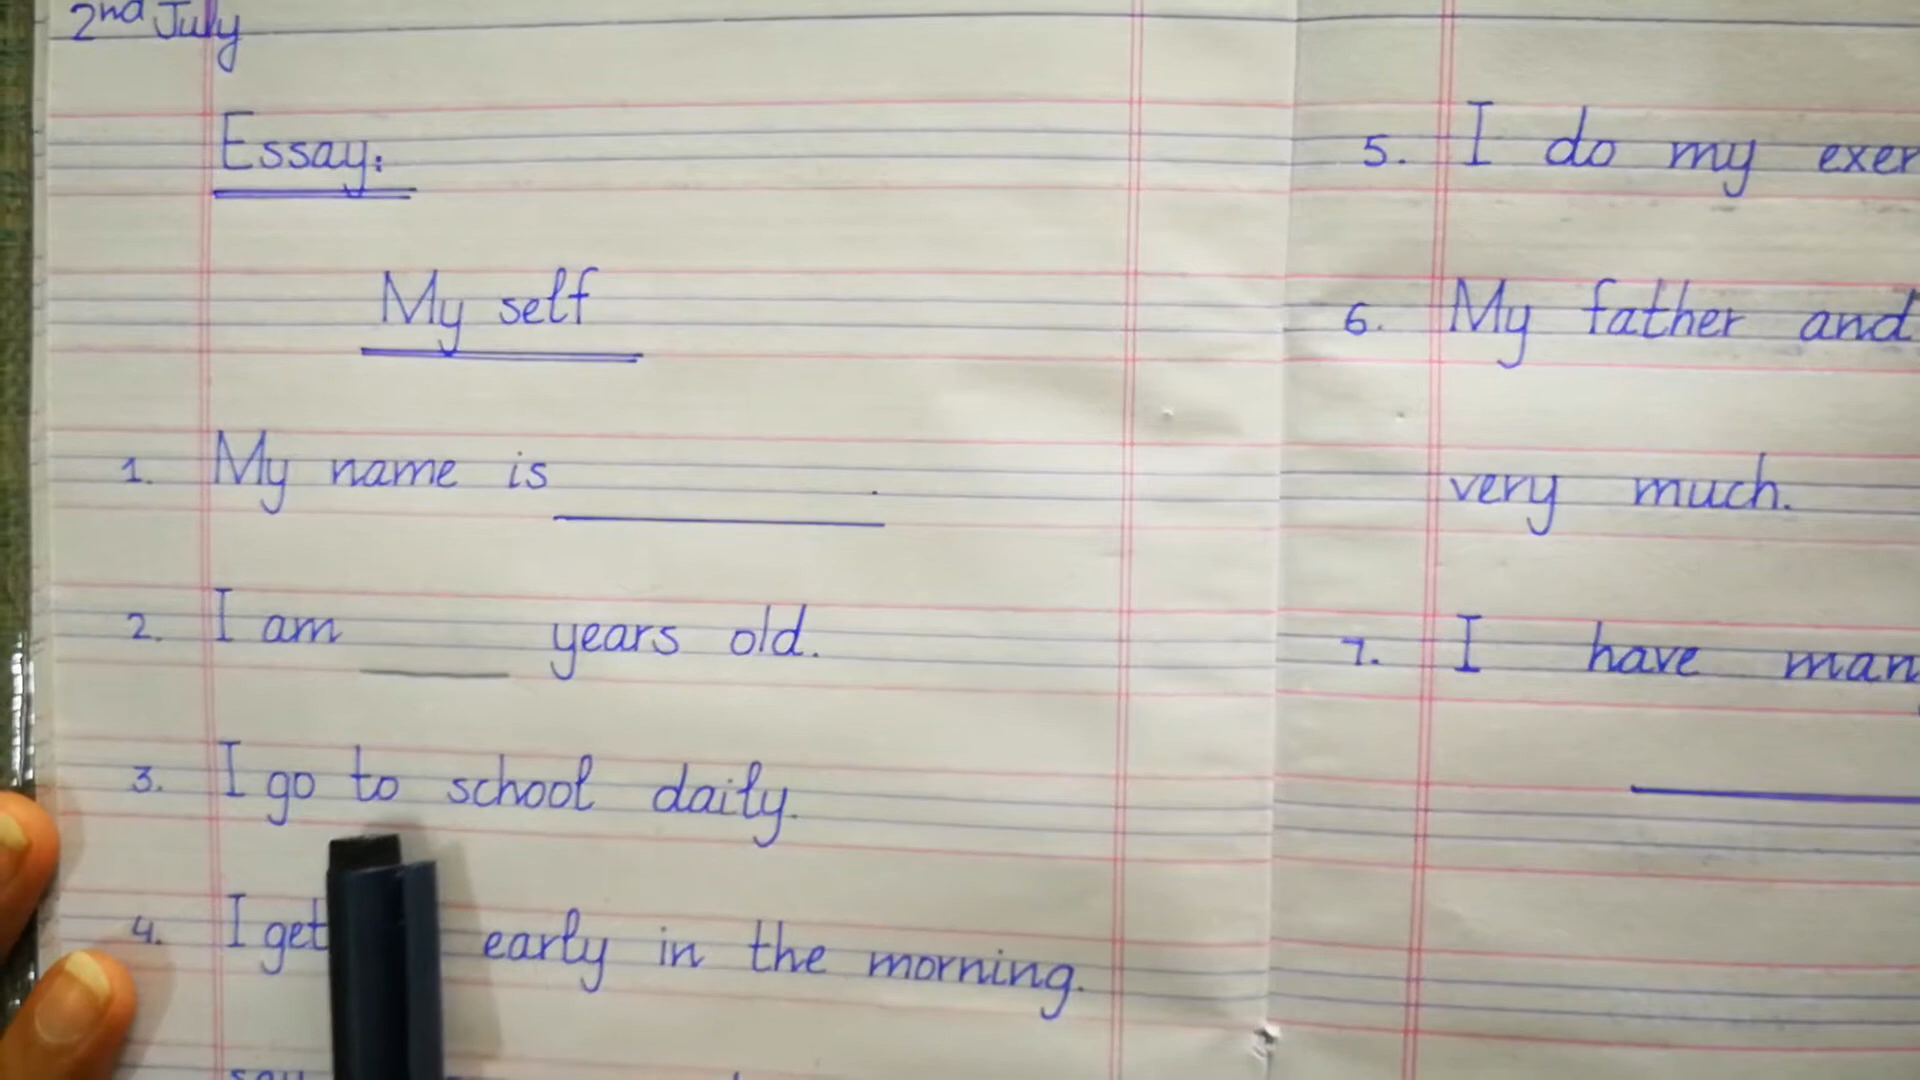 2nd July
Essay:
My self
1. My name is ________.
2. I am ____ years old.
3. I go to school daily.
4. I get early in the morning.
5. I do my exer
6. My father and
very much.
7. I have man